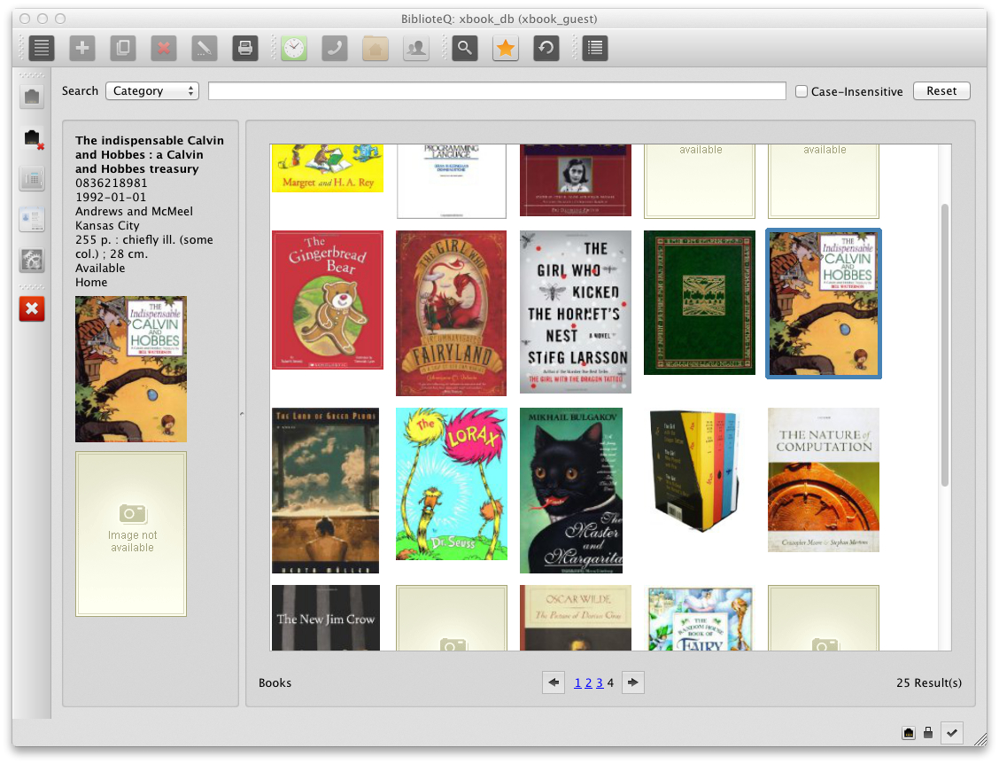 BiblioteQ: xbook_db (xbook_guest)
Search
Category
Case-Insensitive
Reset
The indispensable Calvin
and Hobbes : a Calvin
and Hobbes treasury
0836218981
1992-01-01
Andrews and McMeel
Kansas City
255 p. : chiefly ill. (some
col.) ; 28 cm.
Available
Home
THE
Indispensable
CALVIN
AND
HOBBES
BILL WATTERSON
Image not
available
Margret and H. A. Rey
PROGRAMMING
LANGUAGE
available
available
The
Gingerbread
Bear
SCHOLASTIC
THE GIRL WHO
FAIRYLAND
THE
GIRL WHO
KICKED
THE HORNET'S
NEST
A NOVEL
STIEG LARSSON
THE GIRL WITH THE DRAGON TATTOO
THE
Indispensable
CALVIN
AND
HOBBES
BILL WATTERSON
THE LAND OF GREEN PLUMS
HERTA MÜLLER
The
LORAX
Dr. Seuss
MIKHAIL BULGAKOV
The
Master
and
Margarita
THE NATURE of
COMPUTATION
Cristopher Moore & Stephan Mertens
The New Jim Crow
OSCAR WILDE
The Picture of Dorian Gray
THE
RANDOM HOUSE
BOOK OF
FAIRY
Books
1 2 3 4
25 Result(s)